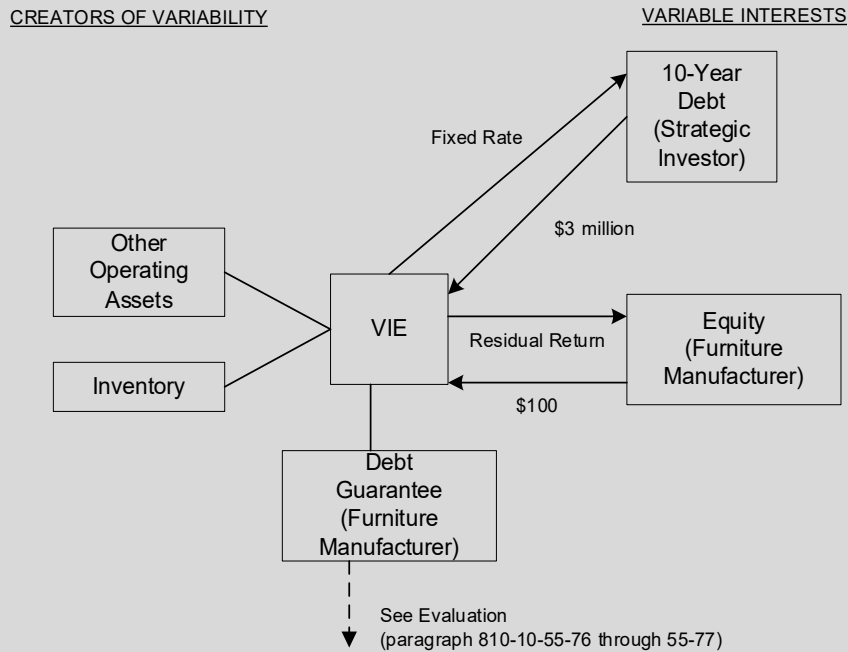 CREATORS OF VARIABILITY
VARIABLE INTERESTS
10-Year
Debt
(Strategic
Investor)
Fixed Rate
$3 million
Other
Operating
Assets
VIE
Equity
(Furniture
Manufacturer)
Residual Return
Inventory
$100
Debt
Guarantee
(Furniture
Manufacturer)
See Evaluation
(paragraph 810-10-55-76 through 55-77)